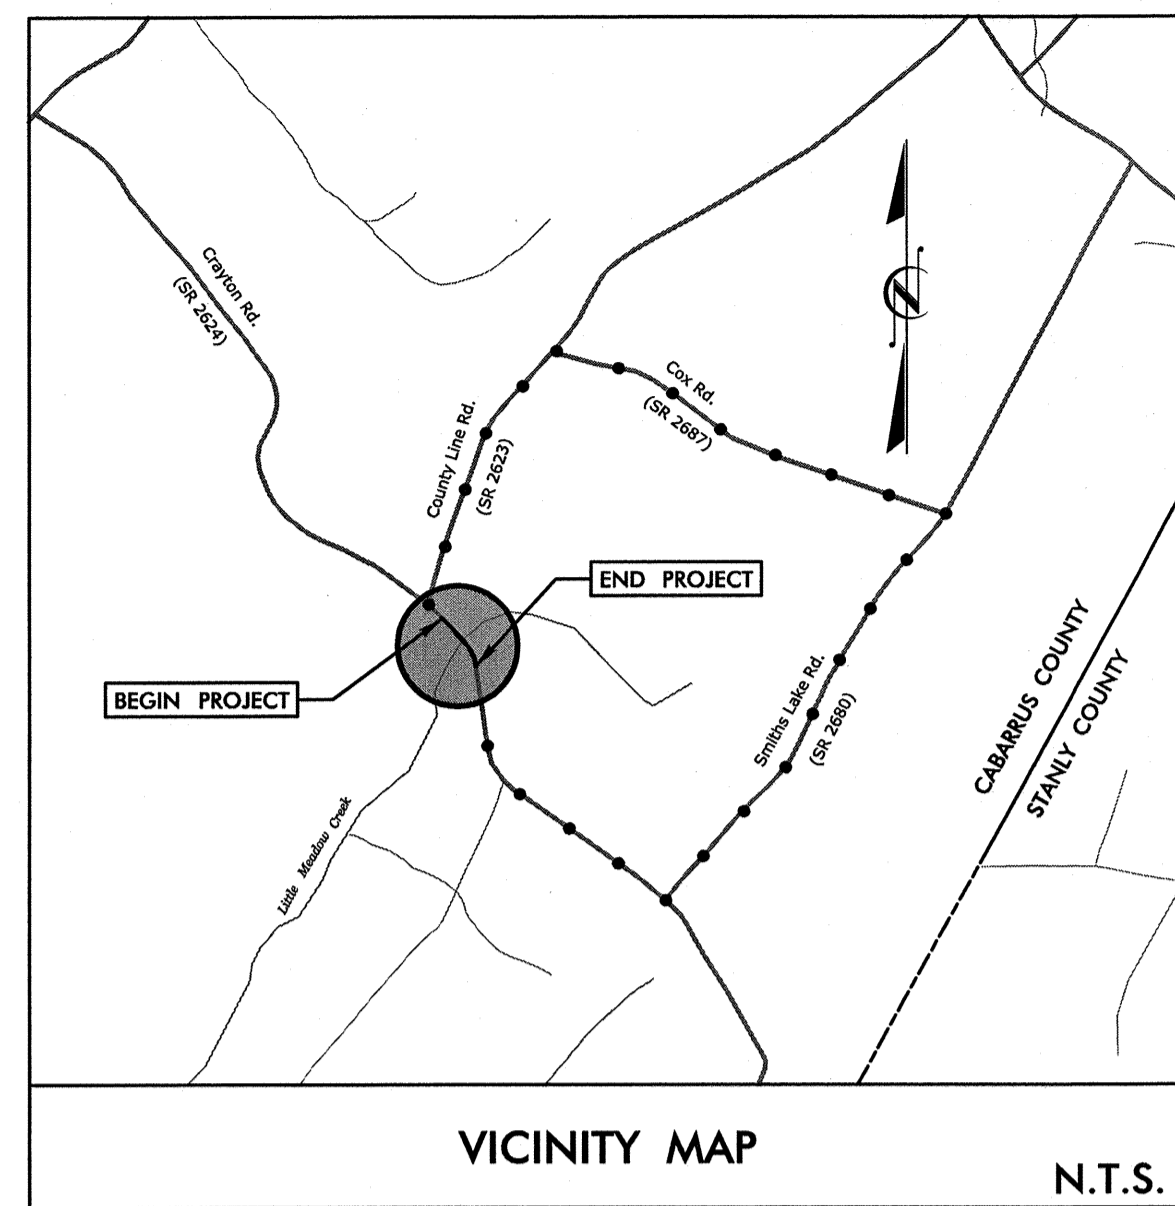 Crayton Rd.
(SR 2624)
Cox Rd.
(SR 2687)
County Line Rd.
(SR 2623)
END PROJECT
BEGIN PROJECT
Smiths Lake Rd.
(SR 2680)
CABARRUS COUNTY
STANLY COUNTY
Little Meadow Creek
VICINITY MAP
N.T.S.